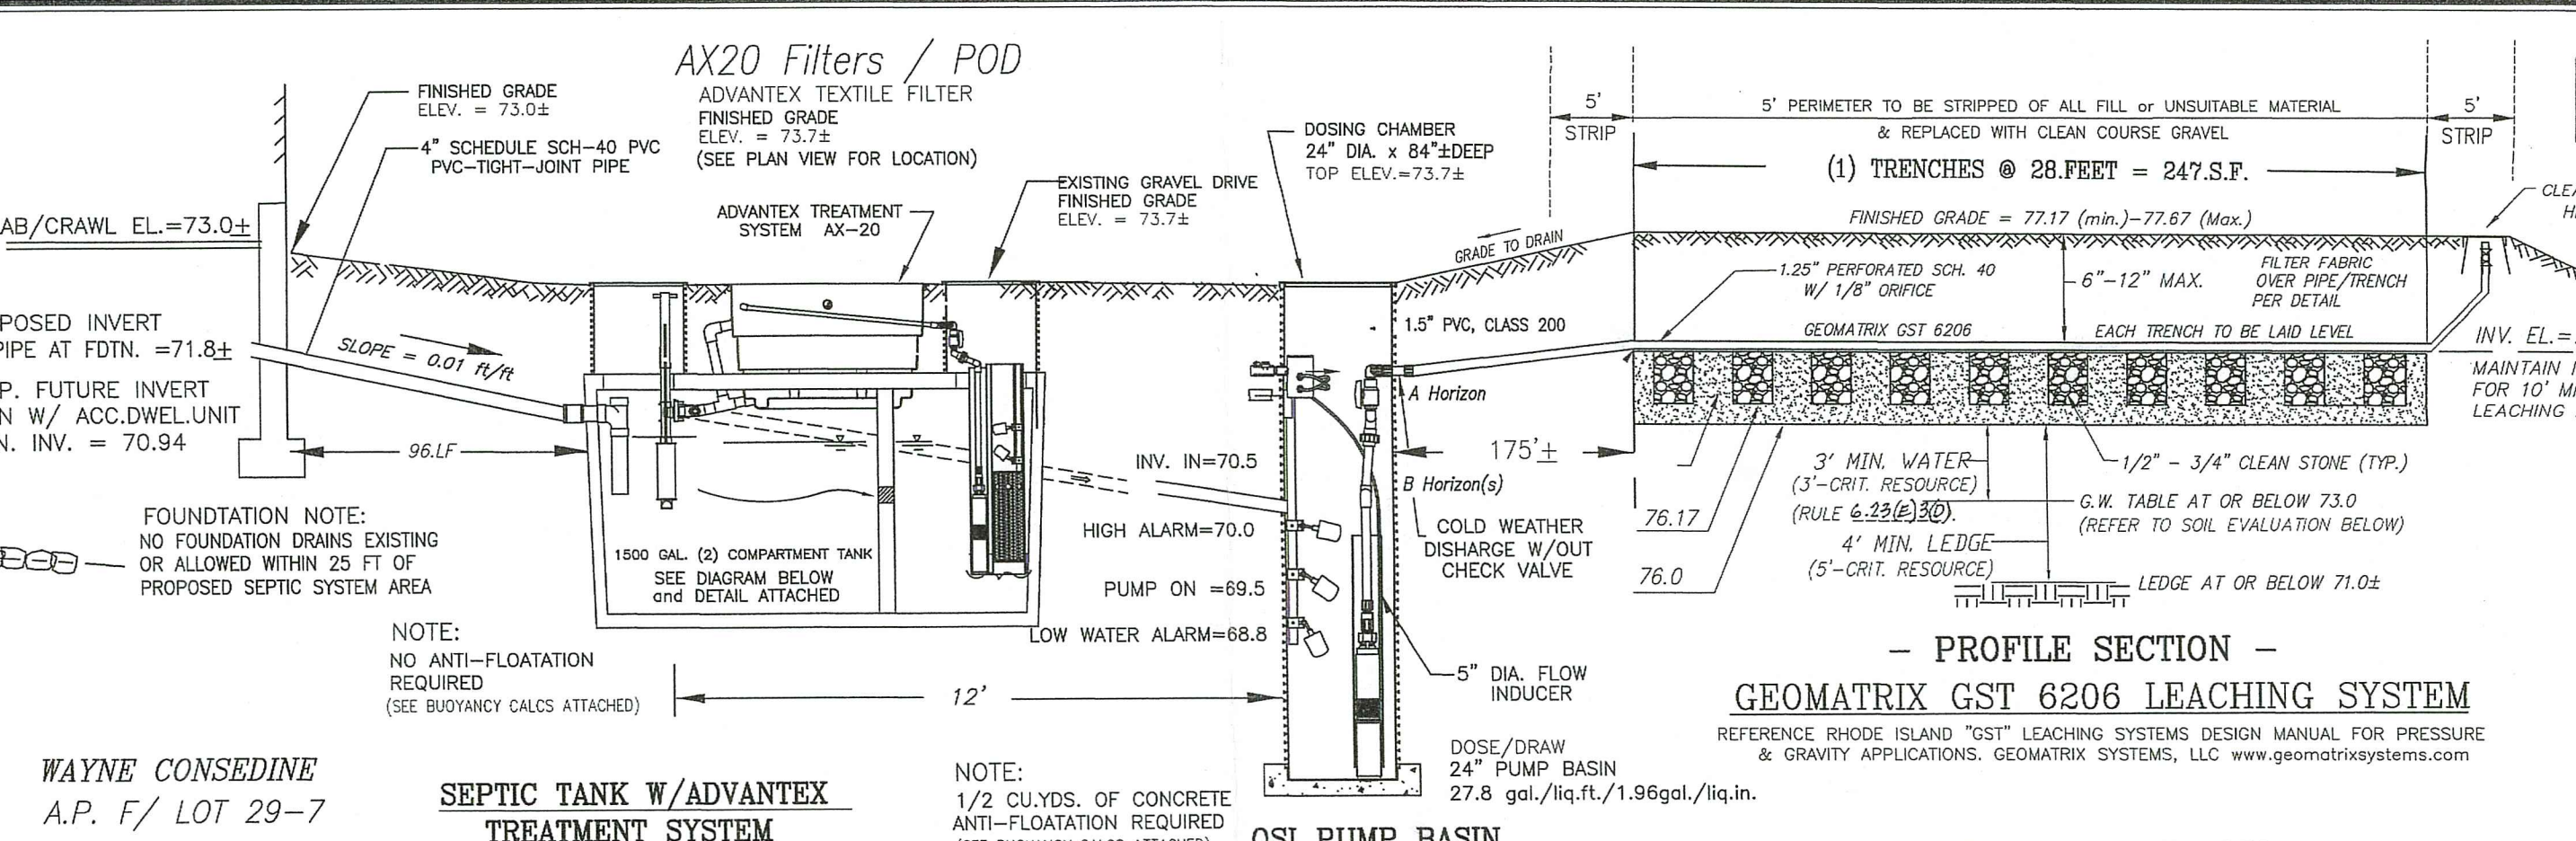 AX20 Filters / POD
ADVANTEX TEXTILE FILTER
FINISHED GRADE
ELEV. = 73.7±
(SEE PLAN VIEW FOR LOCATION)
FINISHED GRADE
ELEV. = 73.0±
4" SCHEDULE SCH-40 PVC
PVC-TIGHT-JOINT PIPE
ADVANTEX TREATMENT
SYSTEM AX-20
EXISTING GRAVEL DRIVE
FINISHED GRADE
ELEV. = 73.7±
DOSING CHAMBER
24" DIA. x 84"±DEEP
TOP ELEV.=73.7±
5'
STRIP
5' PERIMETER TO BE STRIPPED OF ALL FILL or UNSUITABLE MATERIAL
& REPLACED WITH CLEAN COURSE GRAVEL
5'
STRIP
(1) TRENCHES @ 28.FEET = 247.S.F.
FINISHED GRADE = 77.17 (min.)-77.67 (Max.)
CLEA
H
AB/CRAWL EL.=73.0±
POSED INVERT
PIPE AT FDTN. =71.8±
P. FUTURE INVERT
N W/ ACC.DWEL.UNIT
N. INV. = 70.94
SLOPE = 0.01 ft/ft
96.LF
GRADE TO DRAIN
1.25" PERFORATED SCH. 40
W/ 1/8" ORIFICE
6"-12" MAX.
FILTER FABRIC
OVER PIPE/TRENCH
PER DETAIL
1.5" PVC, CLASS 200
GEOMATRIX GST 6206
EACH TRENCH TO BE LAID LEVEL
INV. EL.=
MAINTAIN
FOR 10' M
LEACHING
A Horizon
175'±
B Horizon(s)
INV. IN=70.5
HIGH ALARM=70.0
PUMP ON =69.5
LOW WATER ALARM=68.8
COLD WEATHER
DISHARGE W/OUT
CHECK VALVE
76.17
76.0
3' MIN. WATER
(3'-CRIT. RESOURCE)
(RULE 6.23(E)3(D).
4' MIN. LEDGE
(5'-CRIT. RESOURCE)
1/2" - 3/4" CLEAN STONE (TYP.)
G.W. TABLE AT OR BELOW 73.0
(REFER TO SOIL EVALUATION BELOW)
LEDGE AT OR BELOW 71.0±
FOUNDTATION NOTE:
NO FOUNDATION DRAINS EXISTING
OR ALLOWED WITHIN 25 FT OF
PROPOSED SEPTIC SYSTEM AREA
1500 GAL. (2) COMPARTMENT TANK
SEE DIAGRAM BELOW
and DETAIL ATTACHED
NOTE:
NO ANTI-FLOATATION
REQUIRED
(SEE BUOYANCY CALCS ATTACHED)
12'
5" DIA. FLOW
INDUCER
- PROFILE SECTION -
GEOMATRIX GST 6206 LEACHING SYSTEM
REFERENCE RHODE ISLAND "GST" LEACHING SYSTEMS DESIGN MANUAL FOR PRESSURE
& GRAVITY APPLICATIONS. GEOMATRIX SYSTEMS, LLC www.geomatrixsystems.com
DOSE/DRAW
24" PUMP BASIN
27.8 gal./liq.ft./1.96gal./liq.in.
WAYNE CONSEDINE
A.P. F/ LOT 29-7
SEPTIC TANK W/ADVANTEX
TREATMENT SYSTEM
NOTE:
1/2 CU.YDS. OF CONCRETE
ANTI-FLOATATION REQUIRED
(SEE BUOYANCY CALCS ATTACHED)
OSI PUMP BASIN